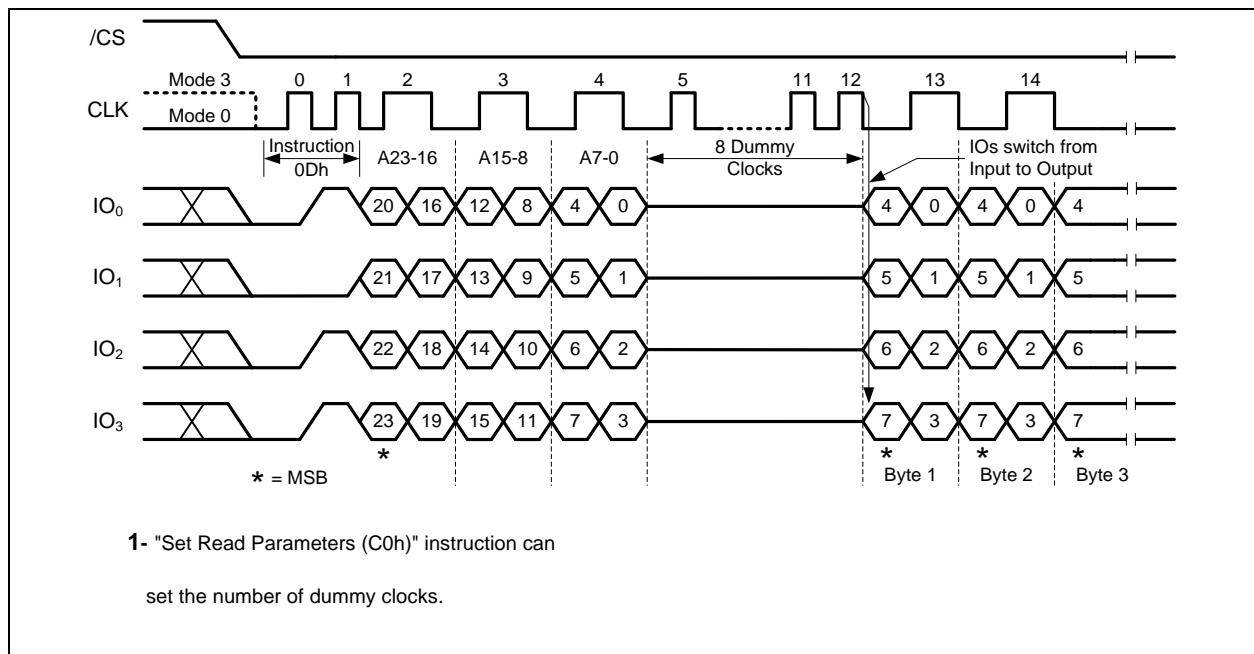 /CS
Mode 3 0 1 2 3 4 5 11 12 13 14
CLK Mode 0
Instruction 0Dh A23-16 A15-8 A7-0 8 Dummy Clocks IOs switch from Input to Output
IO₀ 20 16 12 8 4 0 4 0 4 0 4
IO₁ 21 17 13 9 5 1 5 1 5 1 5
IO₂ 22 18 14 10 6 2 6 2 6 2 6
IO₃ 23 19 15 11 7 3 7 3 7 3 7
* * * *
* = MSB Byte 1 Byte 2 Byte 3
1- "Set Read Parameters (C0h)" instruction can
set the number of dummy clocks.